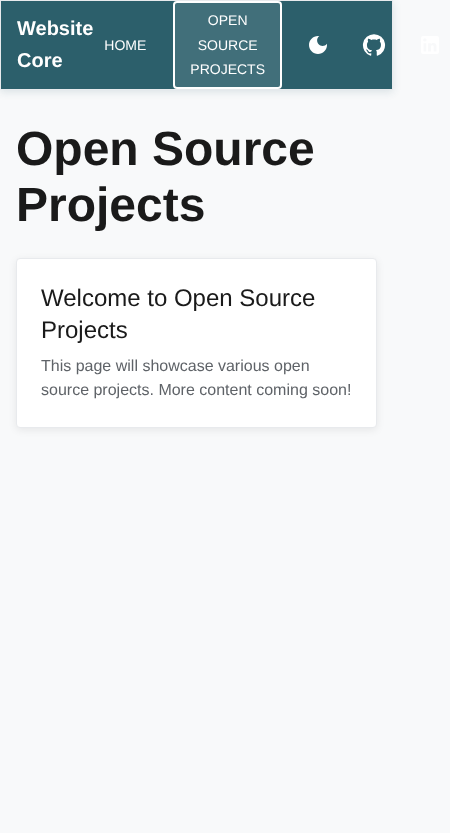 Website
Core
HOME
OPEN
SOURCE
PROJECTS
Open Source
Projects
Welcome to Open Source
Projects
This page will showcase various open
source projects. More content coming soon!